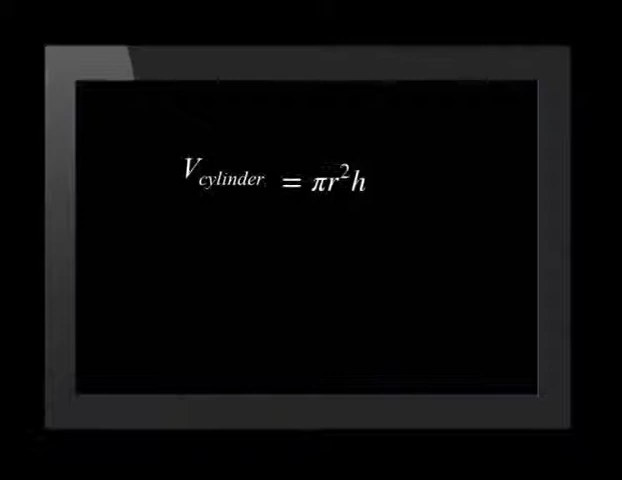 V_cylinder = πr²h